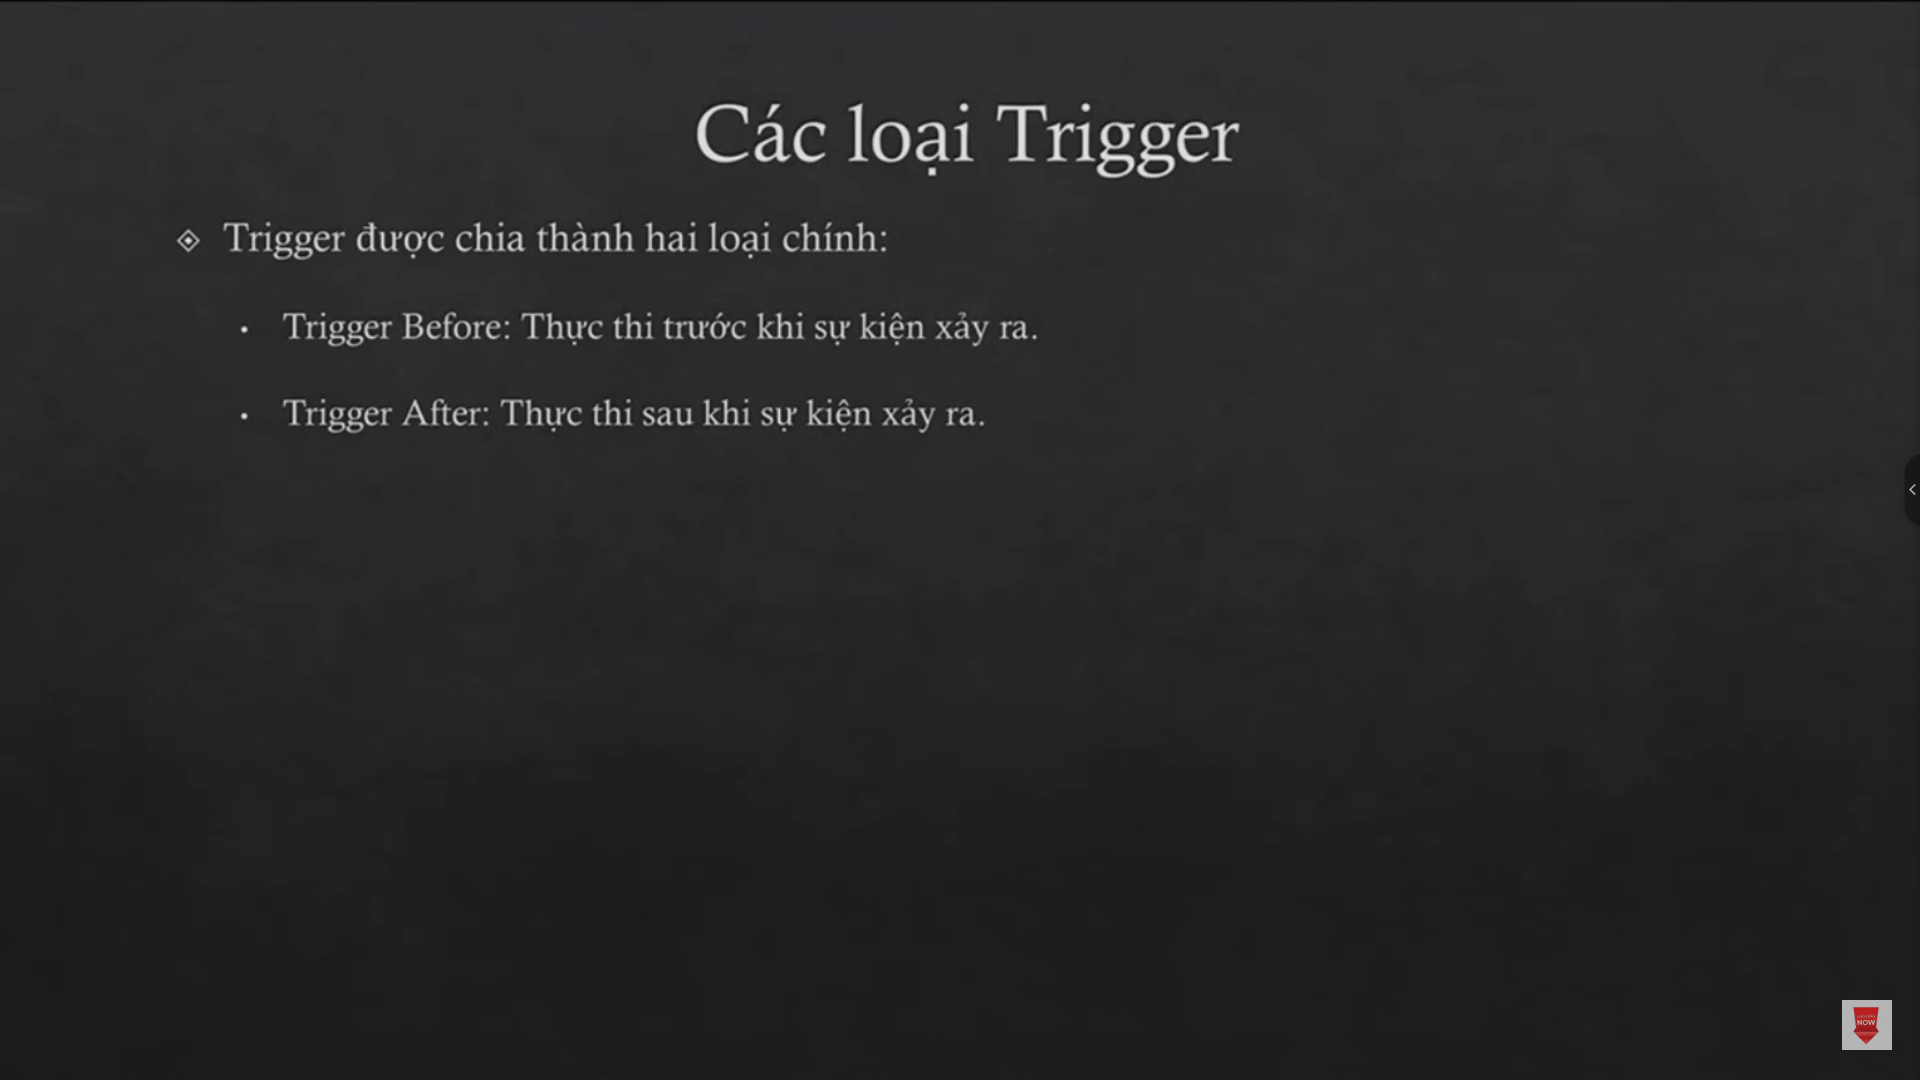 Các loại Trigger
Trigger được chia thành hai loại chính:
Trigger Before: Thực thi trước khi sự kiện xảy ra.
Trigger After: Thực thi sau khi sự kiện xảy ra.
NOW